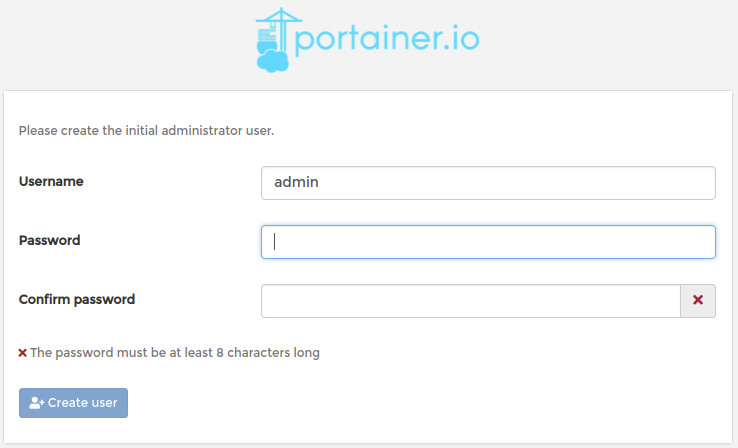 portainer.io
Please create the initial administrator user.
Username
admin
Password
Confirm password
The password must be at least 8 characters long
Create user